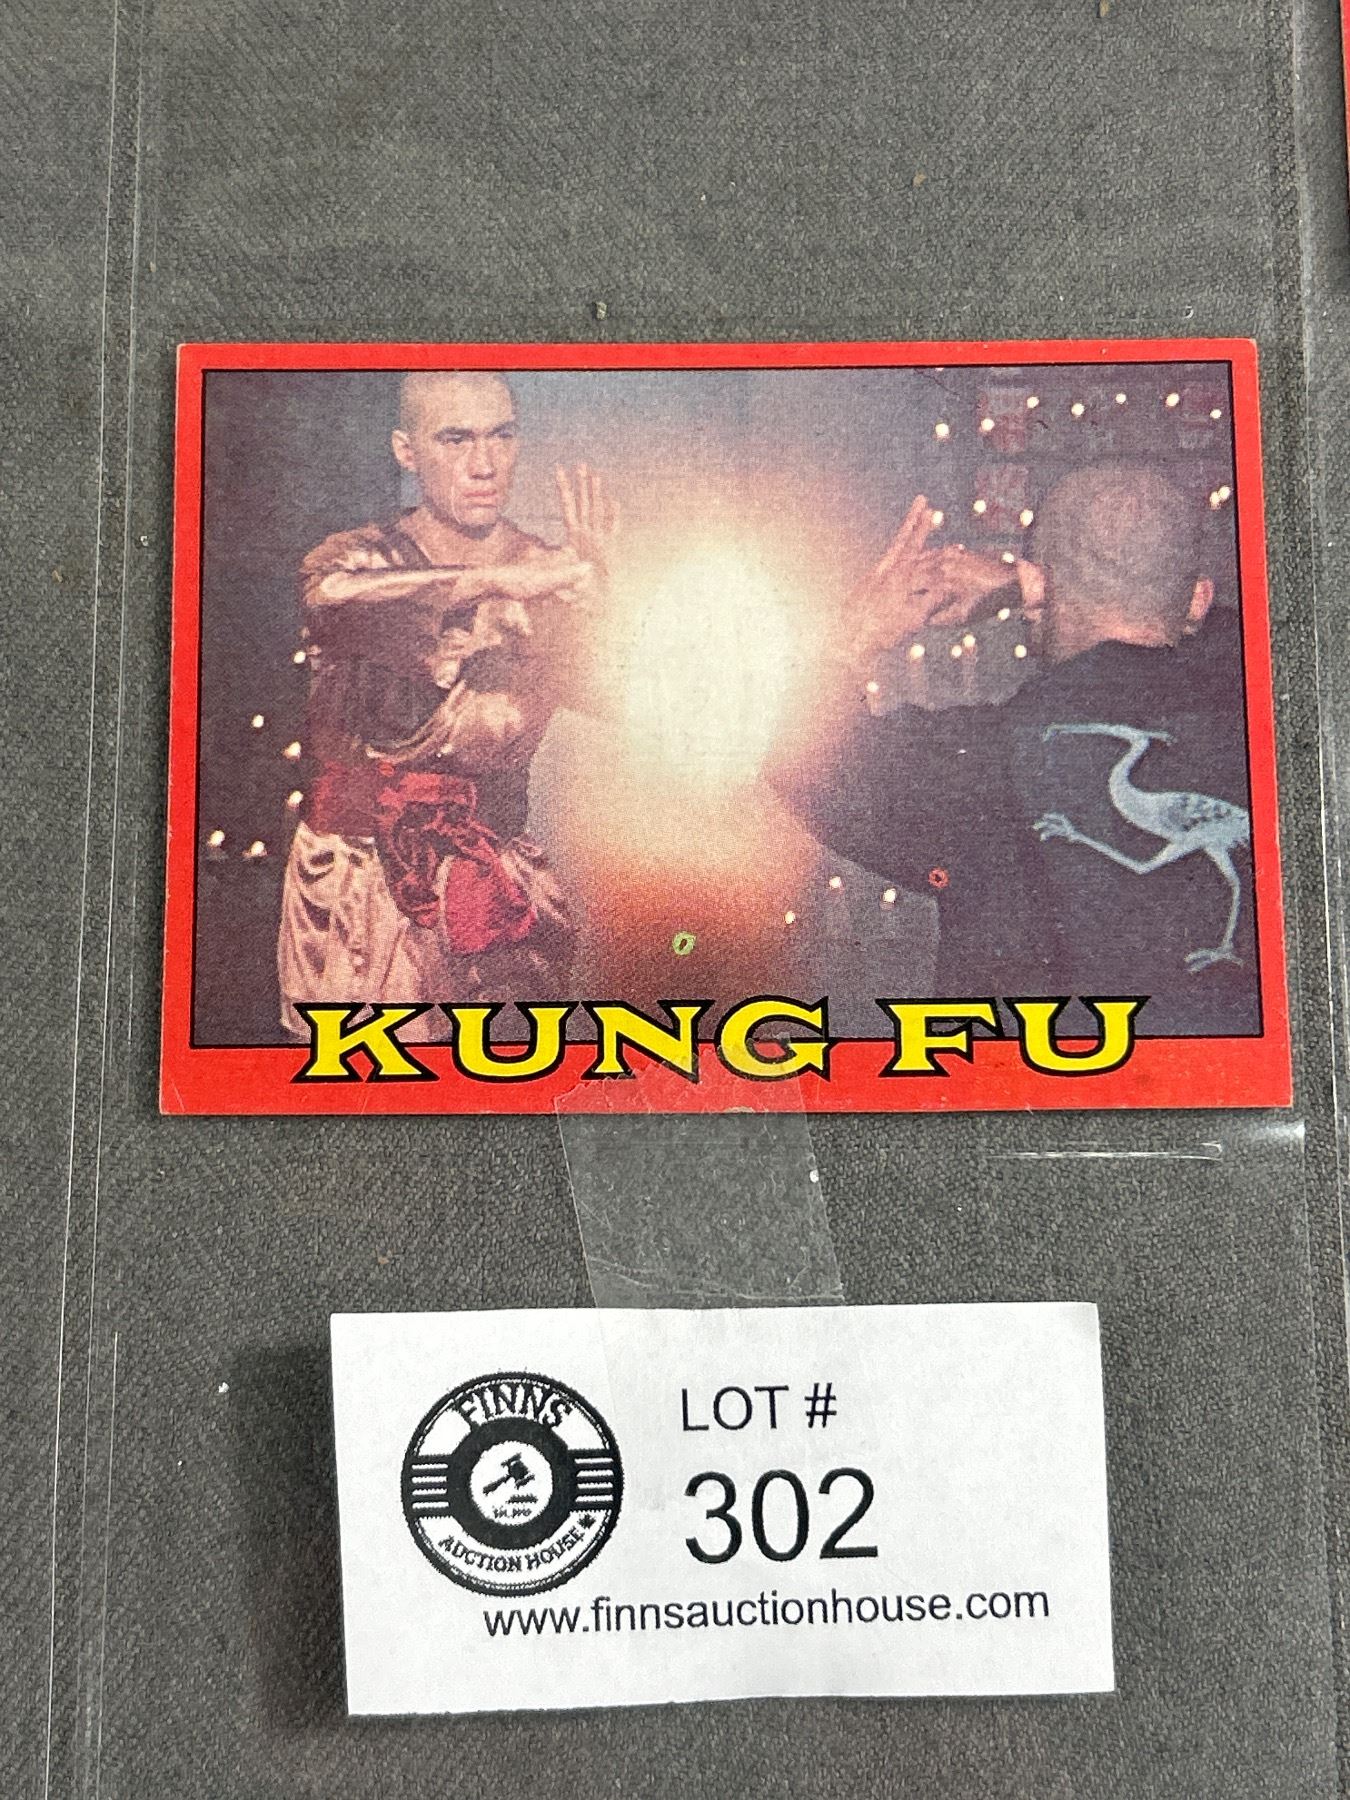 KUNG FU
FINNS
LOT #
302
AUCTION HOUSE
www.finnsauctionhouse.com